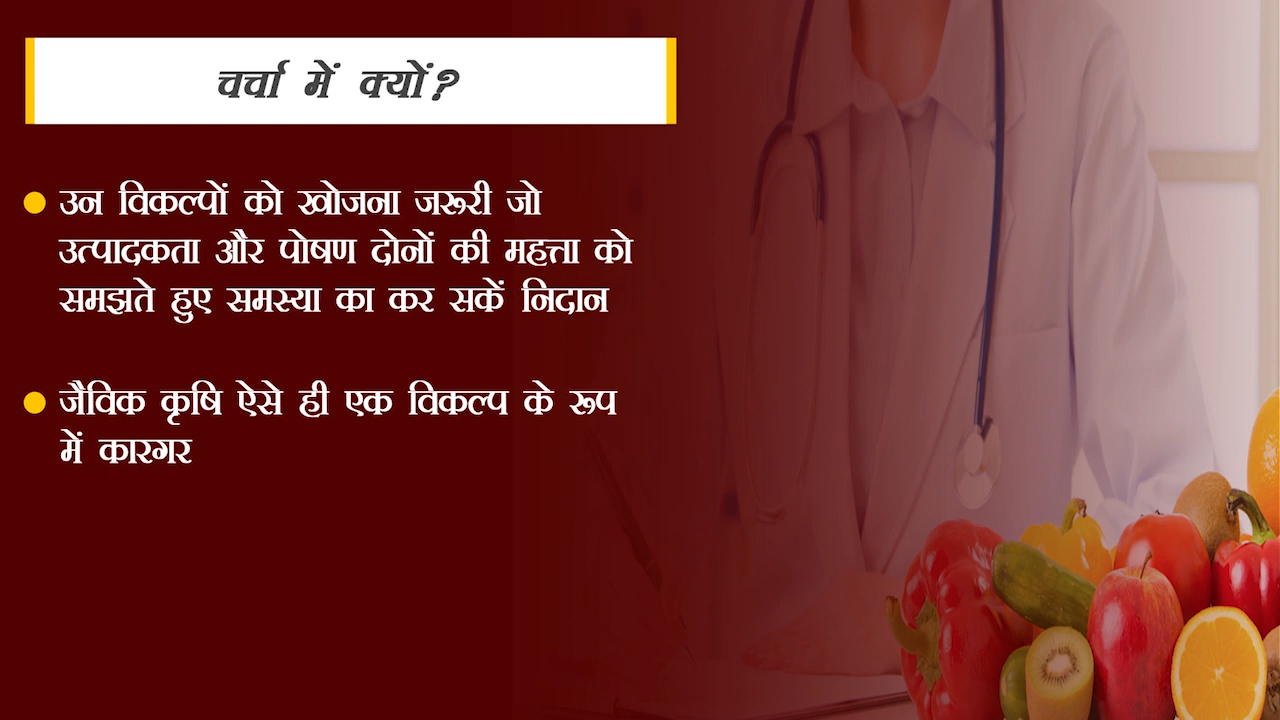 चर्चा में क्यों?
उन विकल्पों को खोजना जरूरी जो
उत्पादकता और पोषण दोनों की महत्ता को
समझते हुए समस्या का कर सकें निदान
जैविक कृषि ऐसे ही एक विकल्प के रूप
में कारगर